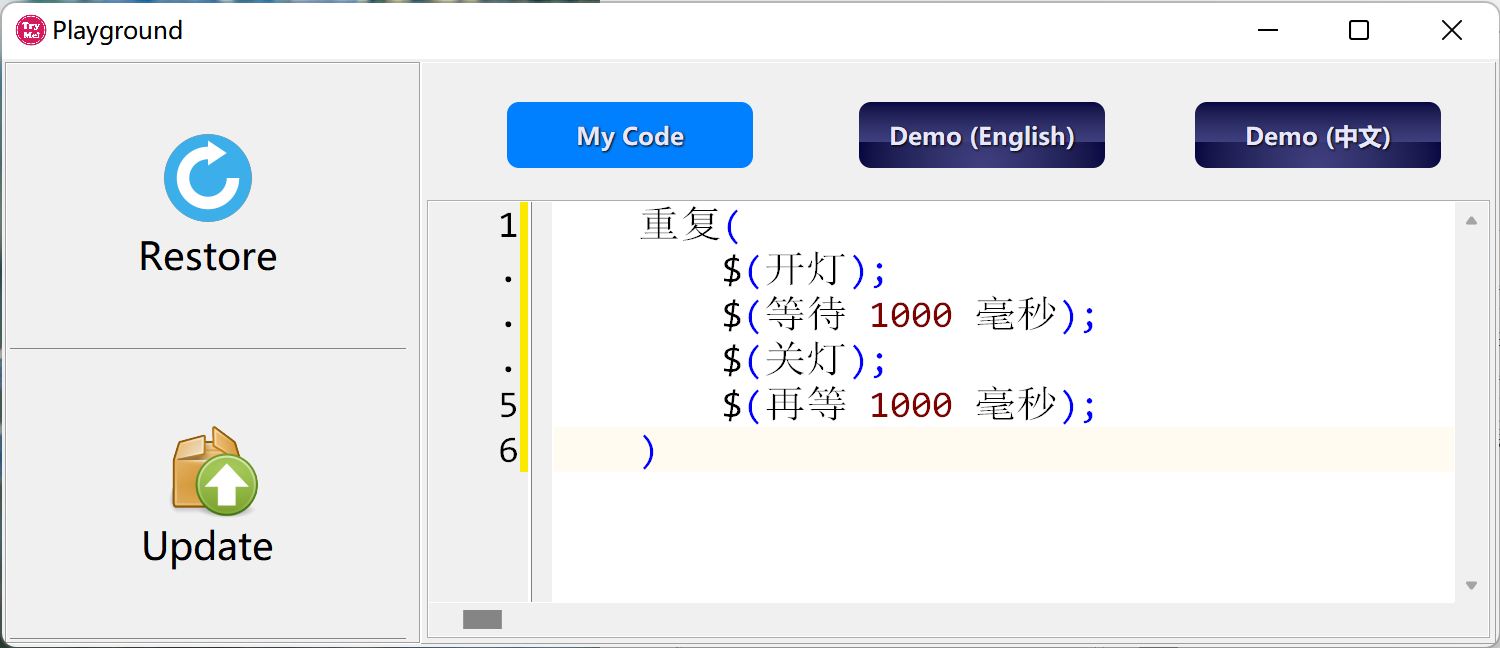 Try Me!
Playground
Restore
Update
My Code
Demo (English)
Demo (中文)
1 重复(
. $(开灯);
. $(等待 1000 毫秒);
. $(关灯);
5 $(再等 1000 毫秒);
6 )